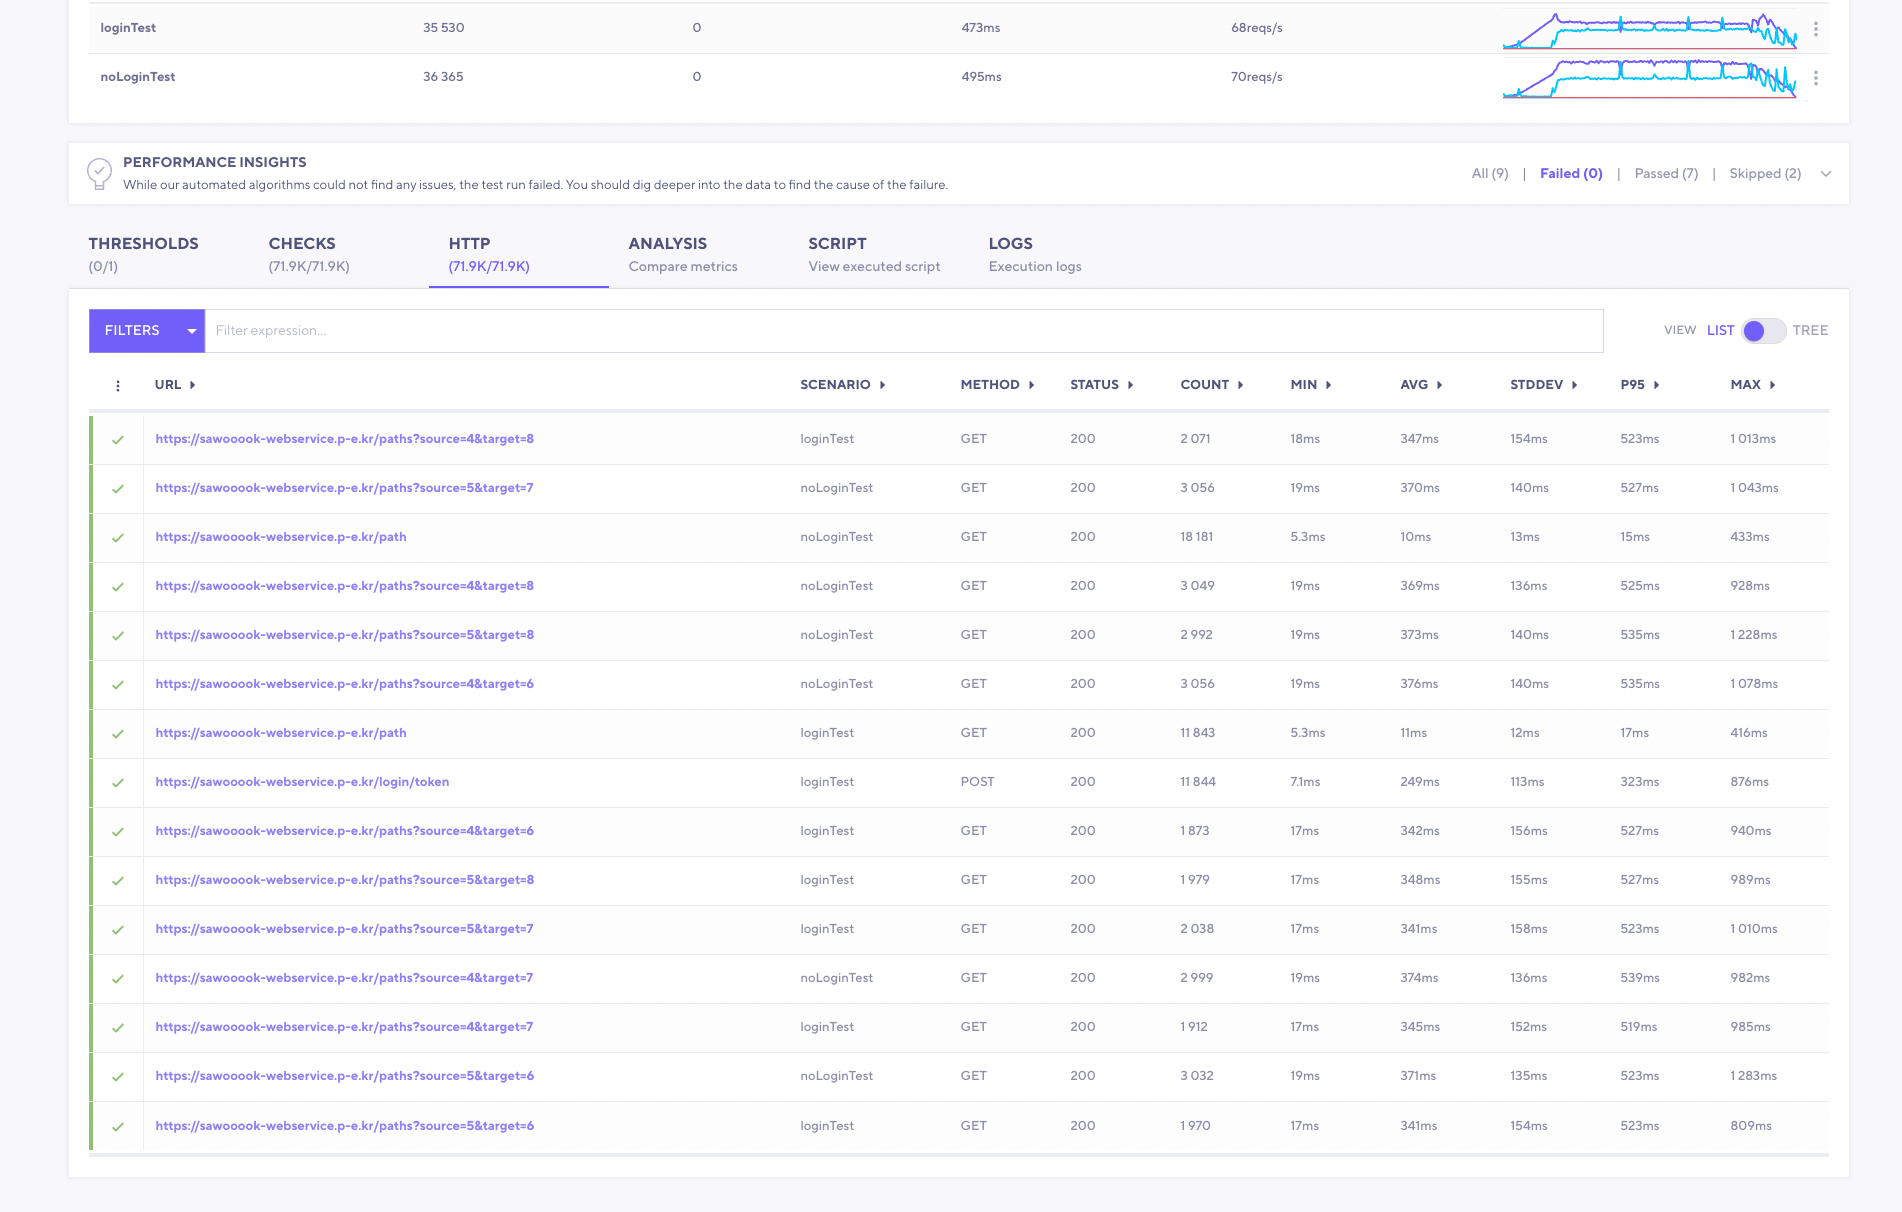 loginTest 35 530 0 473ms 68reqs/s
noLoginTest 36 365 0 495ms 70reqs/s
PERFORMANCE INSIGHTS
While our automated algorithms could not find any issues, the test run failed. You should dig deeper into the data to find the cause of the failure.
All (9) | Failed (0) | Passed (7) | Skipped (2)
THRESHOLDS CHECKS HTTP ANALYSIS SCRIPT LOGS
(0/1) (71.9K/71.9K) (71.9K/71.9K) Compare metrics View executed script Execution logs
FILTERS Filter expression... VIEW LIST TREE
URL SCENARIO METHOD STATUS COUNT MIN AVG STDDEV P95 MAX
https://sawooook-webservice.p-e.kr/paths?source=4&target=8 loginTest GET 200 2 071 18ms 347ms 154ms 523ms 1 013ms
https://sawooook-webservice.p-e.kr/paths?source=5&target=7 noLoginTest GET 200 3 056 19ms 370ms 140ms 527ms 1 043ms
https://sawooook-webservice.p-e.kr/path noLoginTest GET 200 18 181 5.3ms 10ms 13ms 15ms 433ms
https://sawooook-webservice.p-e.kr/paths?source=4&target=8 noLoginTest GET 200 3 049 19ms 369ms 136ms 525ms 928ms
https://sawooook-webservice.p-e.kr/paths?source=5&target=8 noLoginTest GET 200 2 992 19ms 373ms 140ms 535ms 1 228ms
https://sawooook-webservice.p-e.kr/paths?source=4&target=6 noLoginTest GET 200 3 056 19ms 376ms 140ms 535ms 1 078ms
https://sawooook-webservice.p-e.kr/path loginTest GET 200 11 843 5.3ms 11ms 12ms 17ms 416ms
https://sawooook-webservice.p-e.kr/login/token loginTest POST 200 11 844 7.1ms 249ms 113ms 323ms 876ms
https://sawooook-webservice.p-e.kr/paths?source=4&target=6 loginTest GET 200 1 873 17ms 342ms 156ms 527ms 940ms
https://sawooook-webservice.p-e.kr/paths?source=5&target=8 loginTest GET 200 1 979 17ms 348ms 155ms 527ms 989ms
https://sawooook-webservice.p-e.kr/paths?source=5&target=7 loginTest GET 200 2 038 17ms 341ms 158ms 523ms 1 010ms
https://sawooook-webservice.p-e.kr/paths?source=4&target=7 noLoginTest GET 200 2 999 19ms 374ms 136ms 539ms 982ms
https://sawooook-webservice.p-e.kr/paths?source=4&target=7 loginTest GET 200 1 912 17ms 345ms 152ms 519ms 985ms
https://sawooook-webservice.p-e.kr/paths?source=5&target=6 noLoginTest GET 200 3 032 19ms 371ms 135ms 523ms 1 283ms
https://sawooook-webservice.p-e.kr/paths?source=5&target=6 loginTest GET 200 1 970 17ms 341ms 154ms 523ms 809ms